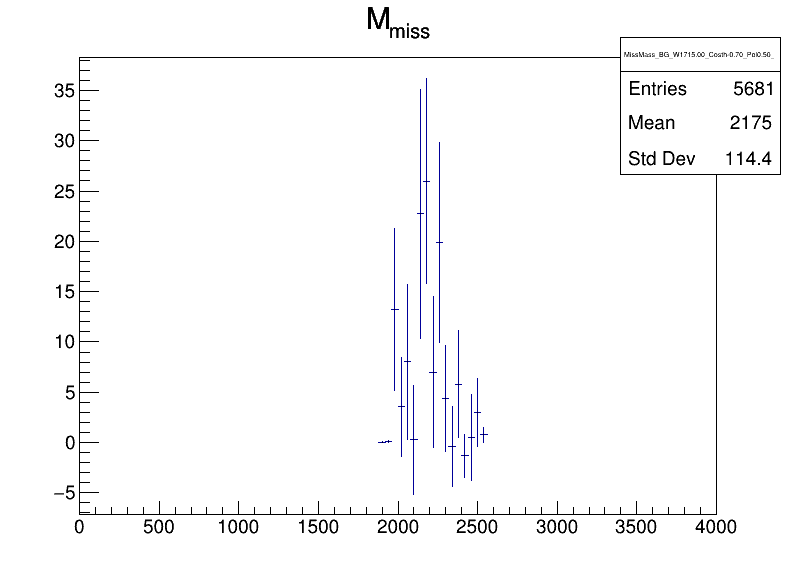 M_miss
MissMass_BG_W1715.00_Costh-0.70_Pol0.50_
Entries 5681
Mean 2175
Std Dev 114.4
35
30
25
20
15
10
5
0
−5
0 500 1000 1500 2000 2500 3000 3500 4000